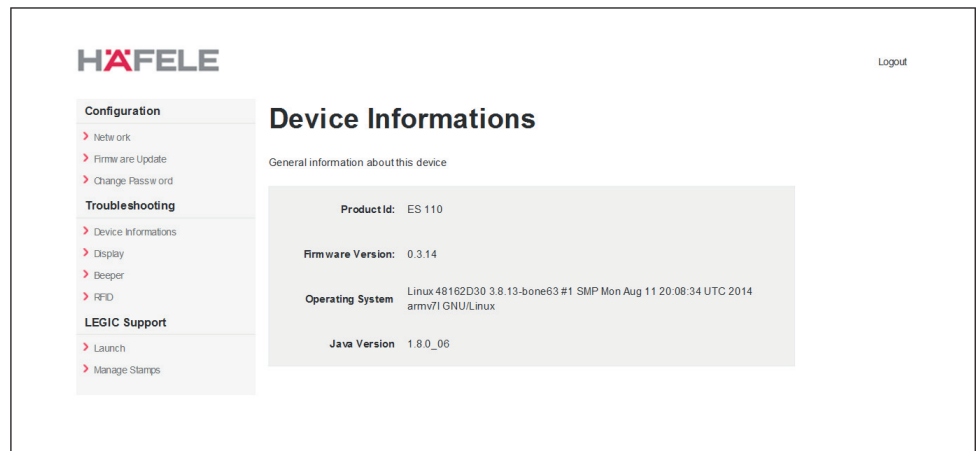 HÄFELE
Logout
Configuration
Network
Firmware Update
Change Password
Troubleshooting
Device Informations
Display
Beeper
RFID
LEGIC Support
Launch
Manage Stamps
Device Informations
General information about this device
Product Id: ES 110
Firmware Version: 0.3.14
Operating System Linux 48162D30 3.8.13-bone63 #1 SMP Mon Aug 11 20:08:34 UTC 2014
armv7l GNU/Linux
Java Version 1.8.0_06